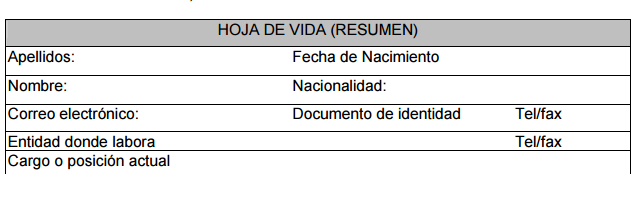 HOJA DE VIDA (RESUMEN)
Apellidos: Fecha de Nacimiento
Nombre: Nacionalidad:
Correo electrónico: Documento de identidad Tel/fax
Entidad donde labora Tel/fax
Cargo o posición actual